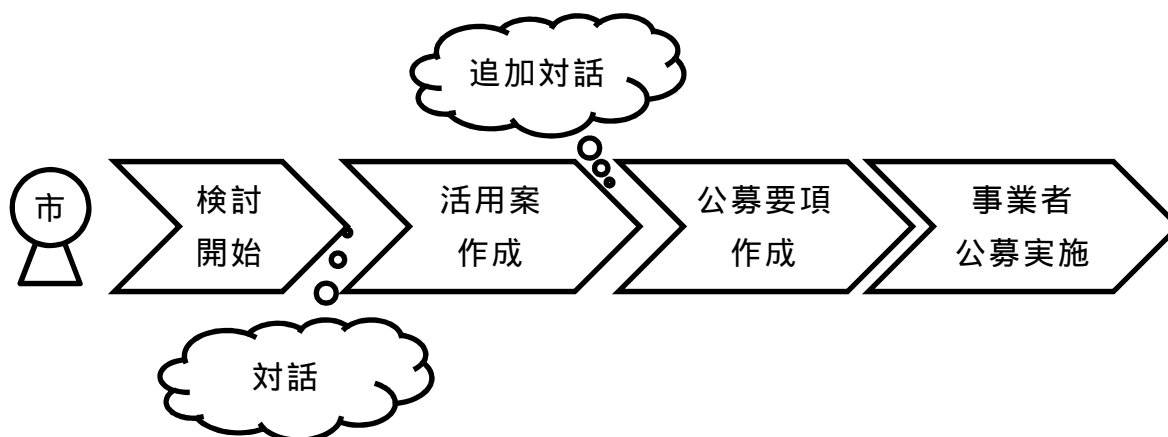 追加対話
市
検討
開始
活用案
作成
公募要項
作成
事業者
公募実施
対話